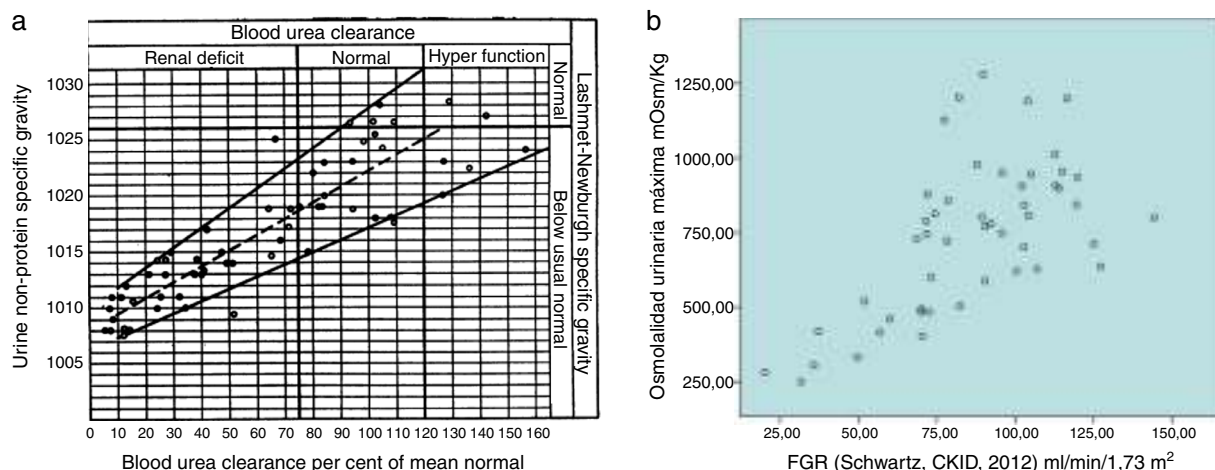 a
Blood urea clearance
Renal deficit
Normal
Hyper function
Urine non-protein specific gravity
1030
1025
1020
1015
1010
1005
Normal
Below usual normal
Lashmet-Newburgh specific gravity
0 10 20 30 40 50 60 70 80 90 100 110 120 130 140 150 160
Blood urea clearance per cent of mean normal
b
Osmolalidad urinaria máxima mOsm/Kg
1250,00
1000,00
750,00
500,00
250,00
25,00 50,00 75,00 100,00 125,00 150,00
FGR (Schwartz, CKID, 2012) ml/min/1,73 m²